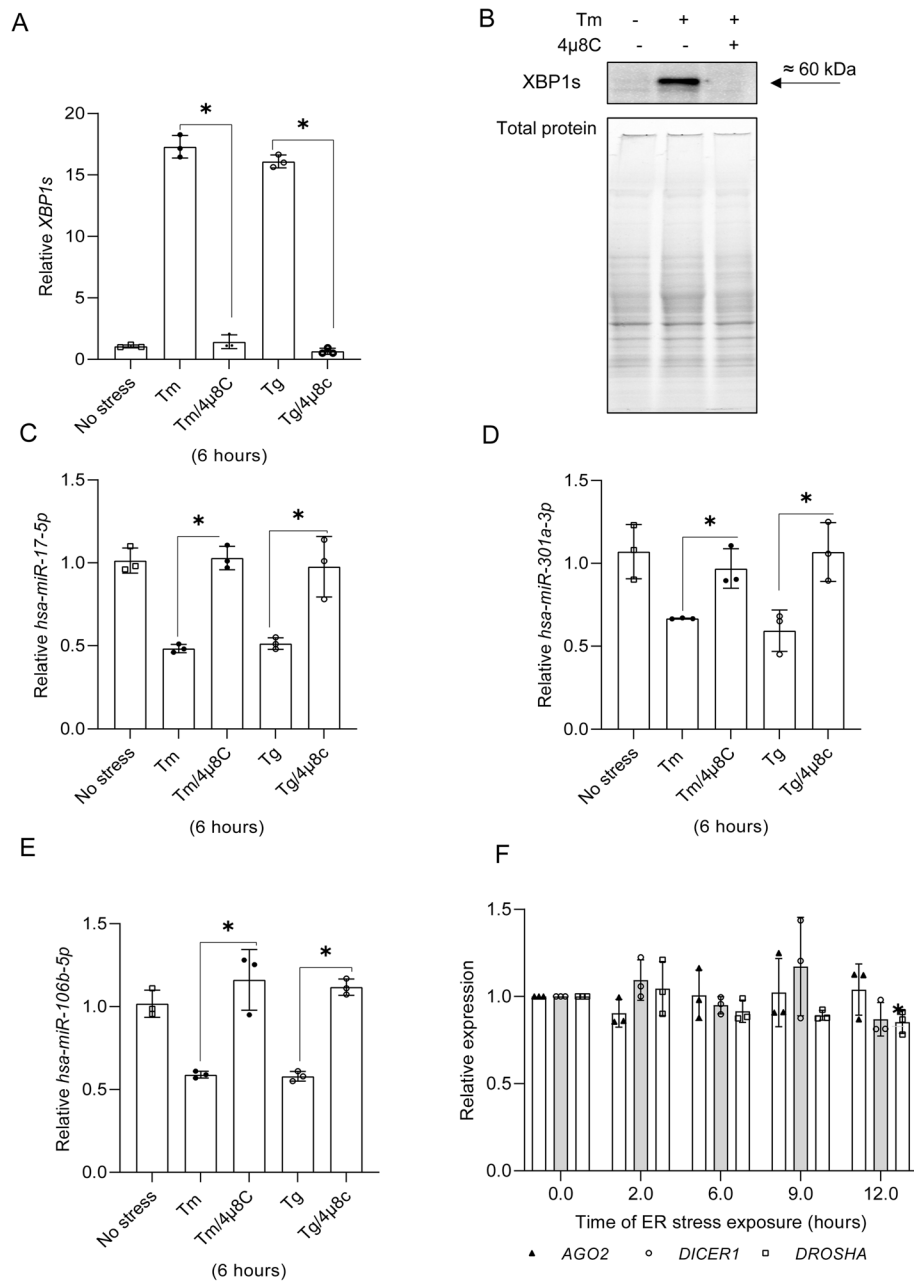 A
Relative XBP1s
20
15
10
5
0
No stress
Tm
Tm/4µ8C
Tg
Tg/4µ8c
(6 hours)
*
*
B
Tm - + +
4µ8C - - +
XBP1s
≈ 60 kDa
Total protein
C
Relative hsa-miR-17-5p
1.5
1.0
0.5
0.0
No stress
Tm
Tm/4µ8C
Tg
Tg/4µ8c
(6 hours)
*
*
D
Relative hsa-miR-301a-3p
1.5
1.0
0.5
0.0
No stress
Tm
Tm/4µ8C
Tg
Tg/4µ8c
(6 hours)
*
*
E
Relative hsa-miR-106b-5p
1.5
1.0
0.5
0.0
No stress
Tm
Tm/4µ8C
Tg
Tg/4µ8c
(6 hours)
*
*
F
Relative expression
1.5
1.0
0.5
0.0
*
0.0 2.0 6.0 9.0 12.0
Time of ER stress exposure (hours)
AGO2 DICER1 DROSHA